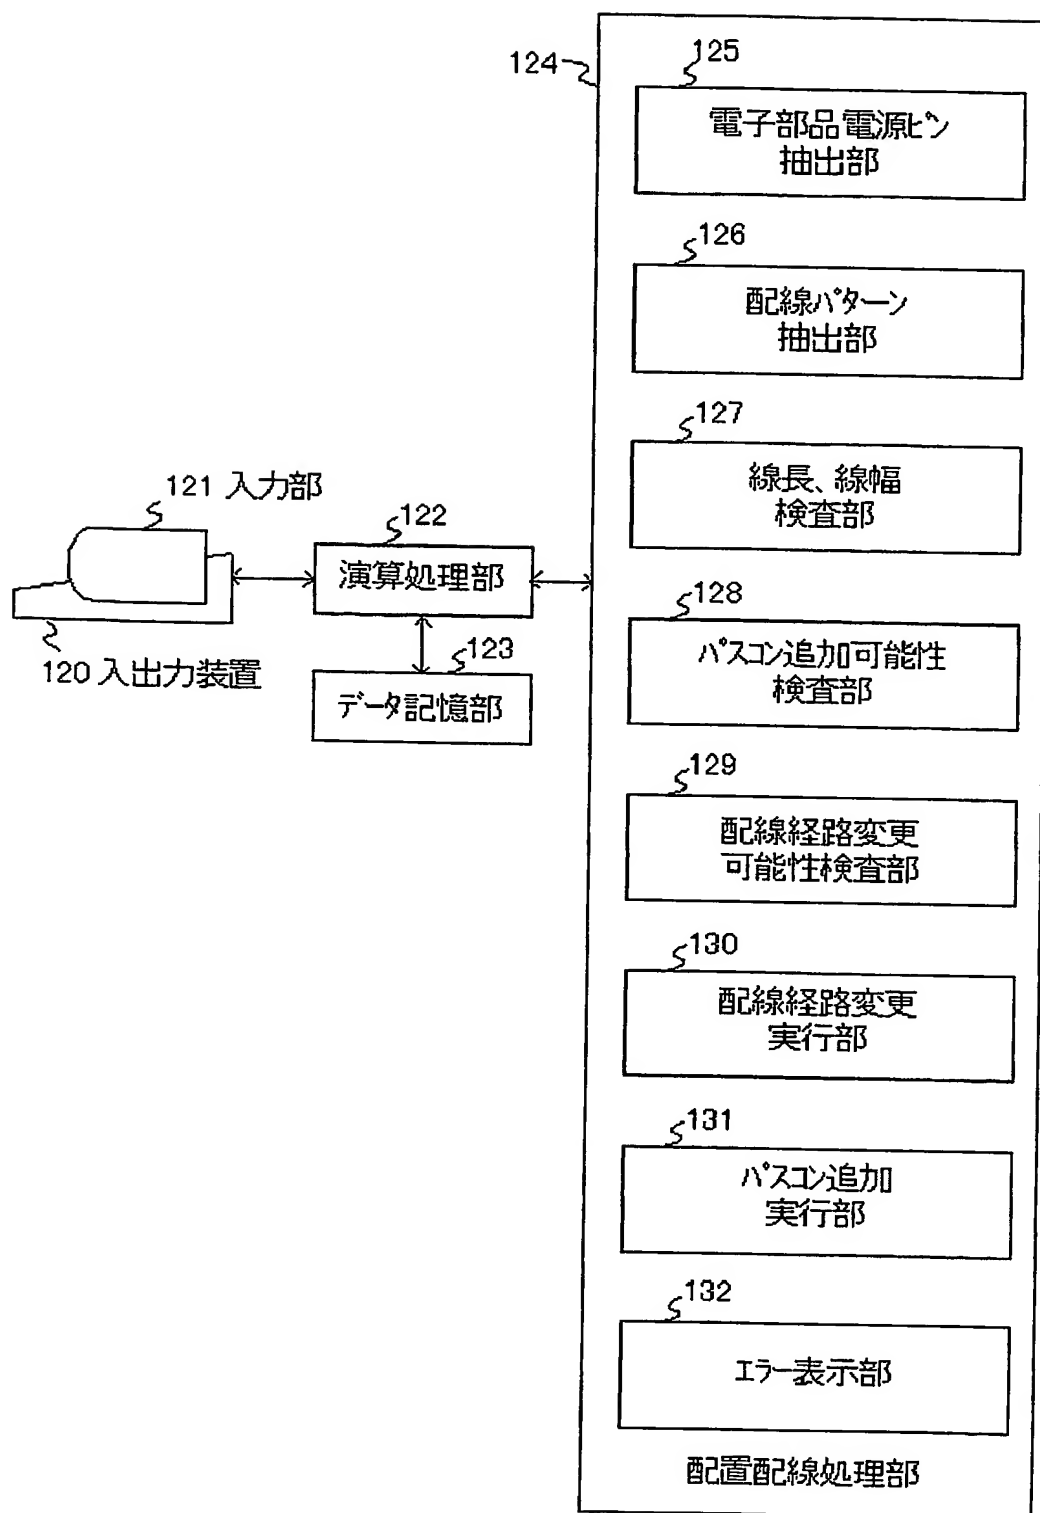 124
125
電子部品電源ピン
抽出部
126
配線パターン
抽出部
127
線長、線幅
検査部
121 入力部
122
演算処理部
128
パスコン追加可能性
検査部
120 入出力装置
123
データ記憶部
129
配線経路変更
可能性検査部
130
配線経路変更
実行部
131
パスコン追加
実行部
132
エラー表示部
配置配線処理部